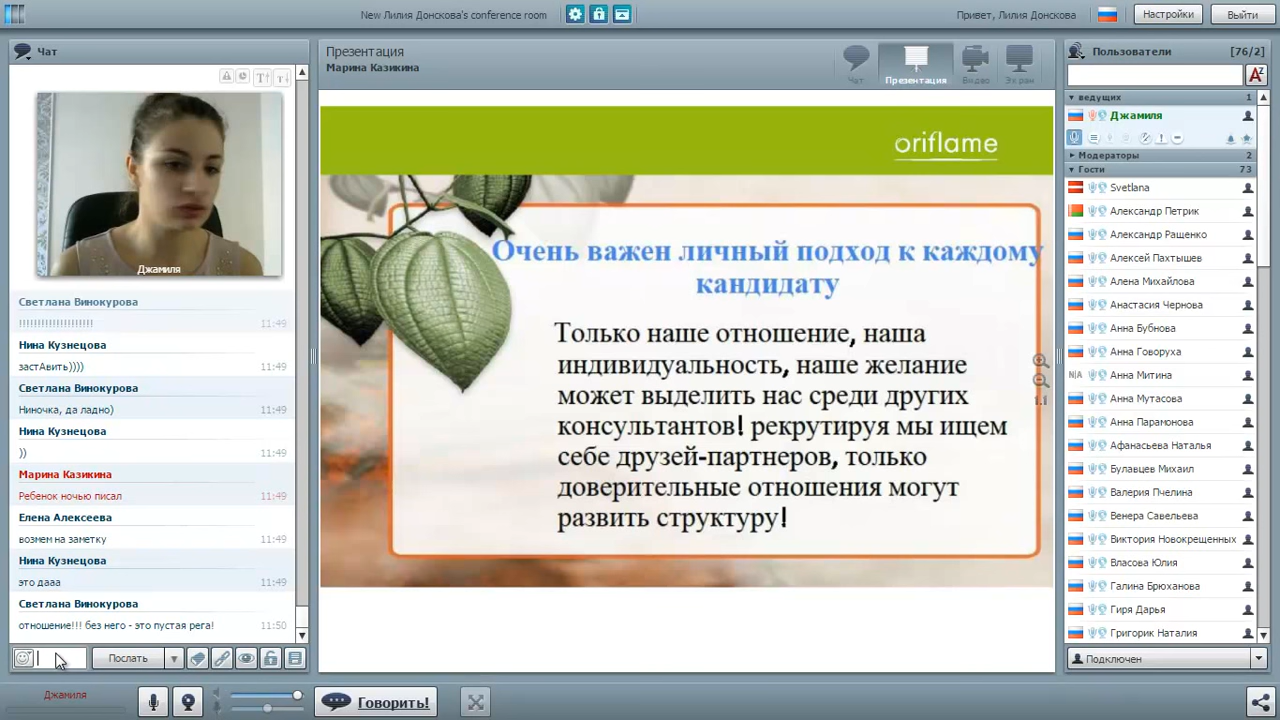 New Лилия Донскова's conference room
Привет, Лилия Донскова
Настройки
Выйти
Чат
Джамиля
Светлана Винокурова
!!!!!!!!!!!!!!!!!!!! 11:49
Нина Кузнецова
застАвить)))) 11:49
Светлана Винокурова
Ниночка, да ладно) 11:49
Нина Кузнецова
)) 11:49
Марина Казикина
Ребенок ночью писал 11:49
Елена Алексеева
возмем на заметку 11:49
Нина Кузнецова
это дааа 11:49
Светлана Винокурова
отношение!!! без него - это пустая рега! 11:50
Послать
Презентация
Марина Казикина
Чат
Презентация
Видео
Экран
oriflame
Очень важен личный подход к каждому
кандидату
Только наше отношение, наша
индивидуальность, наше желание
может выделить нас среди других
консультантов! рекрутируя мы ищем
себе друзей-партнеров, только
доверительные отношения могут
развить структуру!
1.1
Пользователи [76/2]
ведущих 1
Джамиля
Модераторы 2
Гости 73
Svetlana
Александр Петрик
Александр Ращенко
Алексей Пахтышев
Алена Михайлова
Анастасия Чернова
Анна Бубнова
Анна Говоруха
N/A Анна Митина
Анна Мутасова
Анна Парамонова
Афанасьева Наталья
Булавцев Михаил
Валерия Пчелина
Венера Савельева
Виктория Новокрещенных
Власова Юлия
Галина Брюханова
Гиря Дарья
Григорик Наталия
Подключен
Джамиля
Говорить!